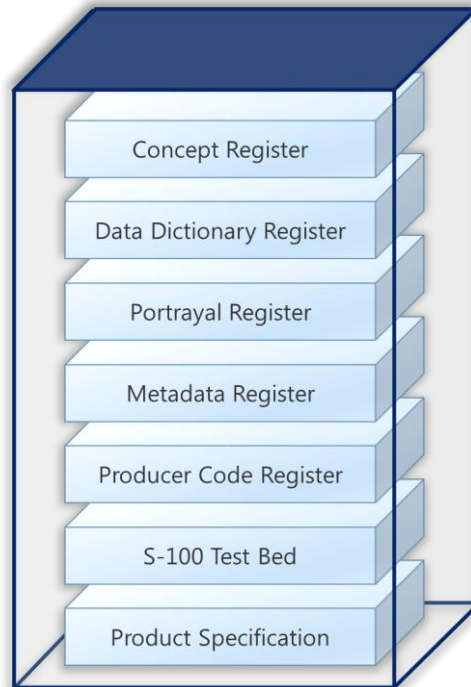 Concept Register
Data Dictionary Register
Portrayal Register
Metadata Register
Producer Code Register
S-100 Test Bed
Product Specification